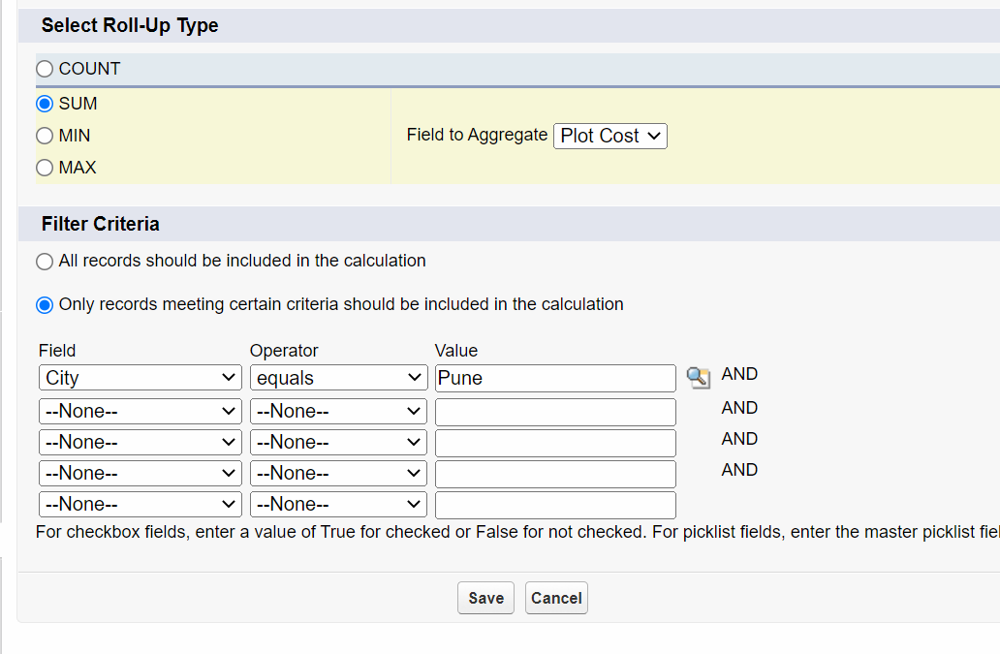 Select Roll-Up Type
COUNT
SUM
MIN
Field to Aggregate Plot Cost
MAX
Filter Criteria
All records should be included in the calculation
Only records meeting certain criteria should be included in the calculation
Field Operator Value
City equals Pune AND
--None-- --None-- AND
--None-- --None-- AND
--None-- --None-- AND
--None-- --None--
For checkbox fields, enter a value of True for checked or False for not checked. For picklist fields, enter the master picklist fiel
Save Cancel